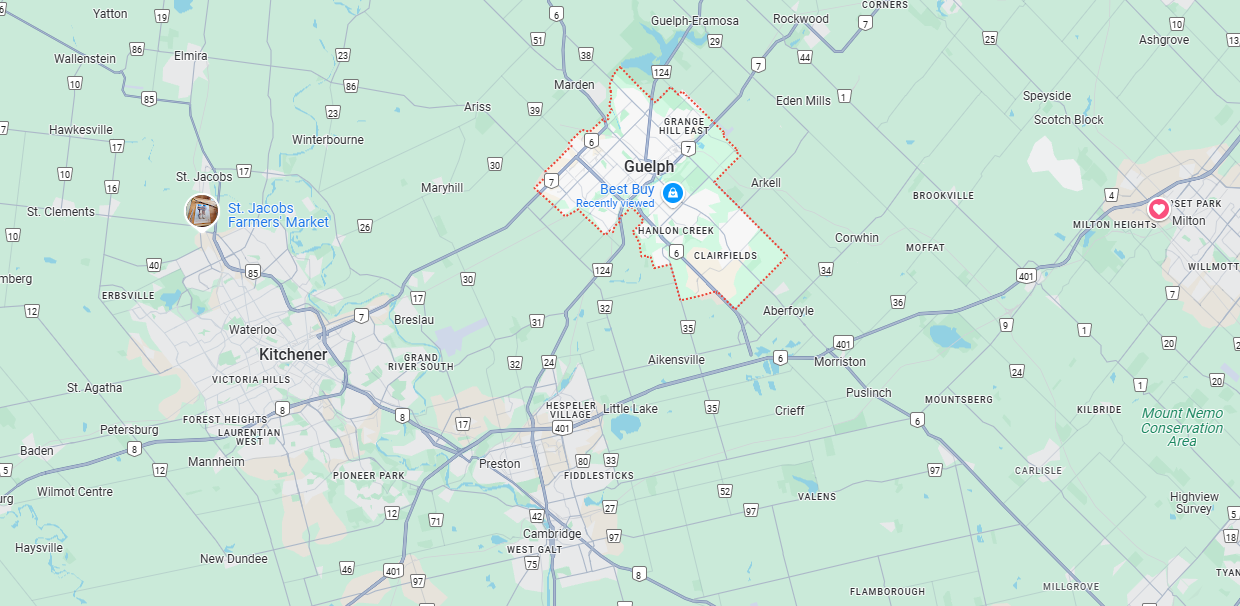 CORNERS
Yatton
19
6
Guelph-Eramosa
Rockwood
7
10
51
29
25
Ashgrove
13
86
Wallenstein
Elmira
23
38
44
124
7
10
86
Marden
Eden Mills
1
Speyside
85
Ariss
39
23
Scotch Block
7
Hawkesville
GRANGE
HILL EAST
17
Winterbourne
6
7
30
Guelph
10
St. Jacobs
17
7
Arkell
16
Maryhill
Best Buy
Recently viewed
BROOKVILLE
4
St. Clements
St. Jacobs
Farmers' Market
26
MILTON HEIGHTS
Milton
10
HANLON CREEK
Corwhin
MOFFAT
6
CLAIRFIELDS
40
85
124
34
401
30
ERBSVILLE
17
7
12
7
Breslau
31
32
Aberfoyle
36
9
1
Waterloo
35
401
20
Kitchener
GRAND
RIVER SOUTH
32
24
Aikensville
6
Morriston
24
VICTORIA HILLS
St. Agatha
Puslinch
1
20
8
8
HESPELER
VILLAGE
Little Lake
35
Crieff
MOUNTSBERG
KILBRIDE
Mount Nemo
Conservation
Area
FOREST HEIGHTS
17
401
6
Petersburg
LAURENTIAN
WEST
Baden
8
Mannheim
Preston
80
33
5
12
PIONEER PARK
FIDDLESTICKS
97
CARLISLE
Wilmot Centre
52
VALENS
Highview
Survey
12
71
42
27
97
5
Haysville
Cambridge
97
18
New Dundee
WEST GALT
46
401
97
75
8
FLAMBOROUGH
MILLGROVE